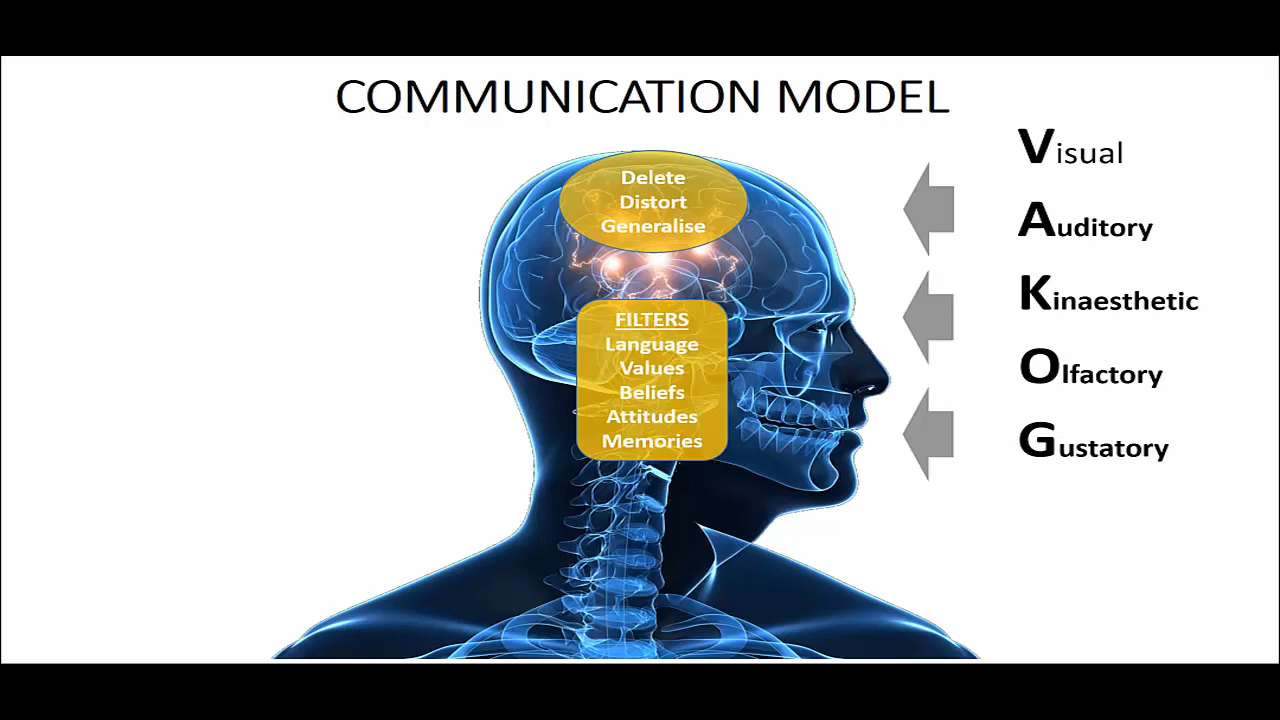 COMMUNICATION MODEL
Delete
Distort
Generalise
FILTERS
Language
Values
Beliefs
Attitudes
Memories
Visual
Auditory
Kinaesthetic
Olfactory
Gustatory